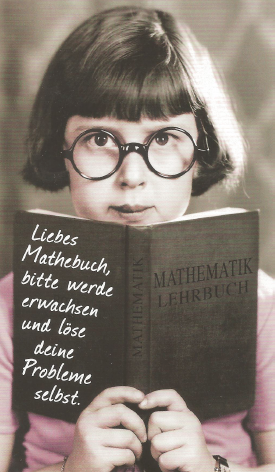 Liebes
Mathebuch,
bitte werde
erwachsen
und löse
deine
Probleme
selbst.
MATHEMATIK
MATHEMATIK
LEHRBUCH